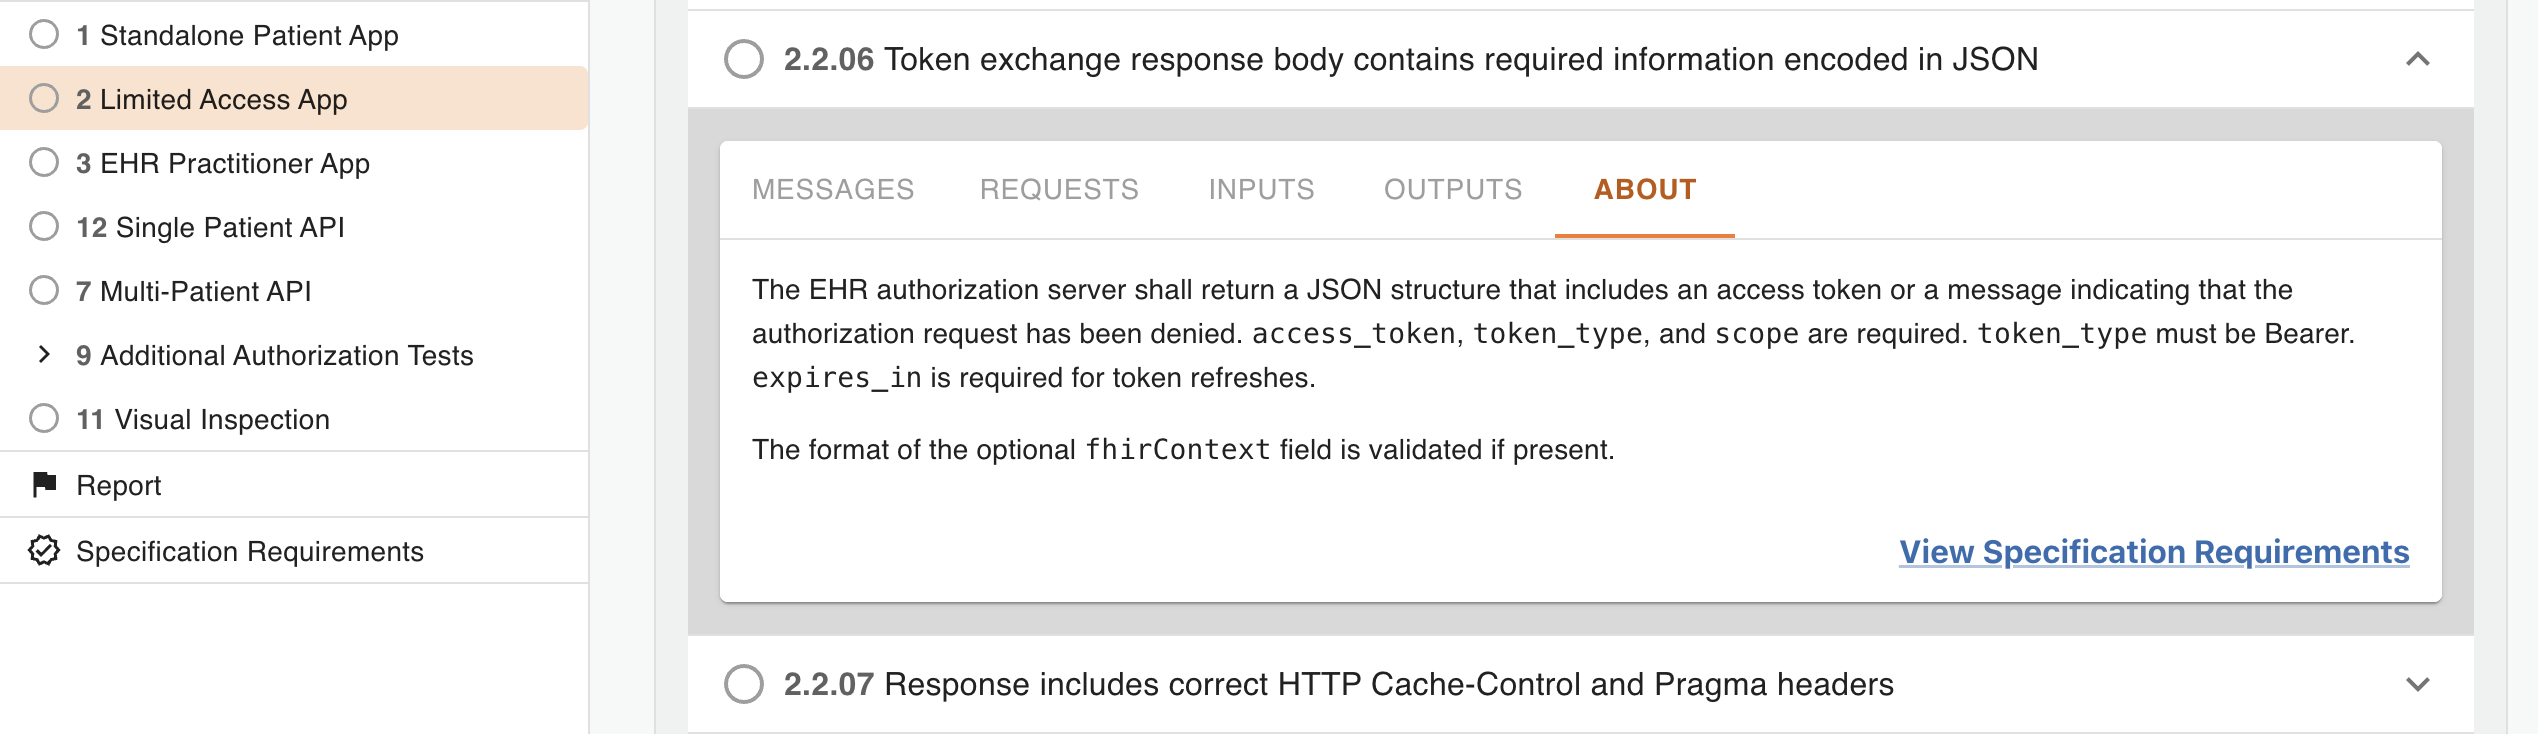 1 Standalone Patient App
2 Limited Access App
3 EHR Practitioner App
12 Single Patient API
7 Multi-Patient API
9 Additional Authorization Tests
11 Visual Inspection
Report
Specification Requirements
2.2.06 Token exchange response body contains required information encoded in JSON
MESSAGES REQUESTS INPUTS OUTPUTS ABOUT
The EHR authorization server shall return a JSON structure that includes an access token or a message indicating that the
authorization request has been denied. access_token, token_type, and scope are required. token_type must be Bearer.
expires_in is required for token refreshes.
The format of the optional fhirContext field is validated if present.
View Specification Requirements
2.2.07 Response includes correct HTTP Cache-Control and Pragma headers